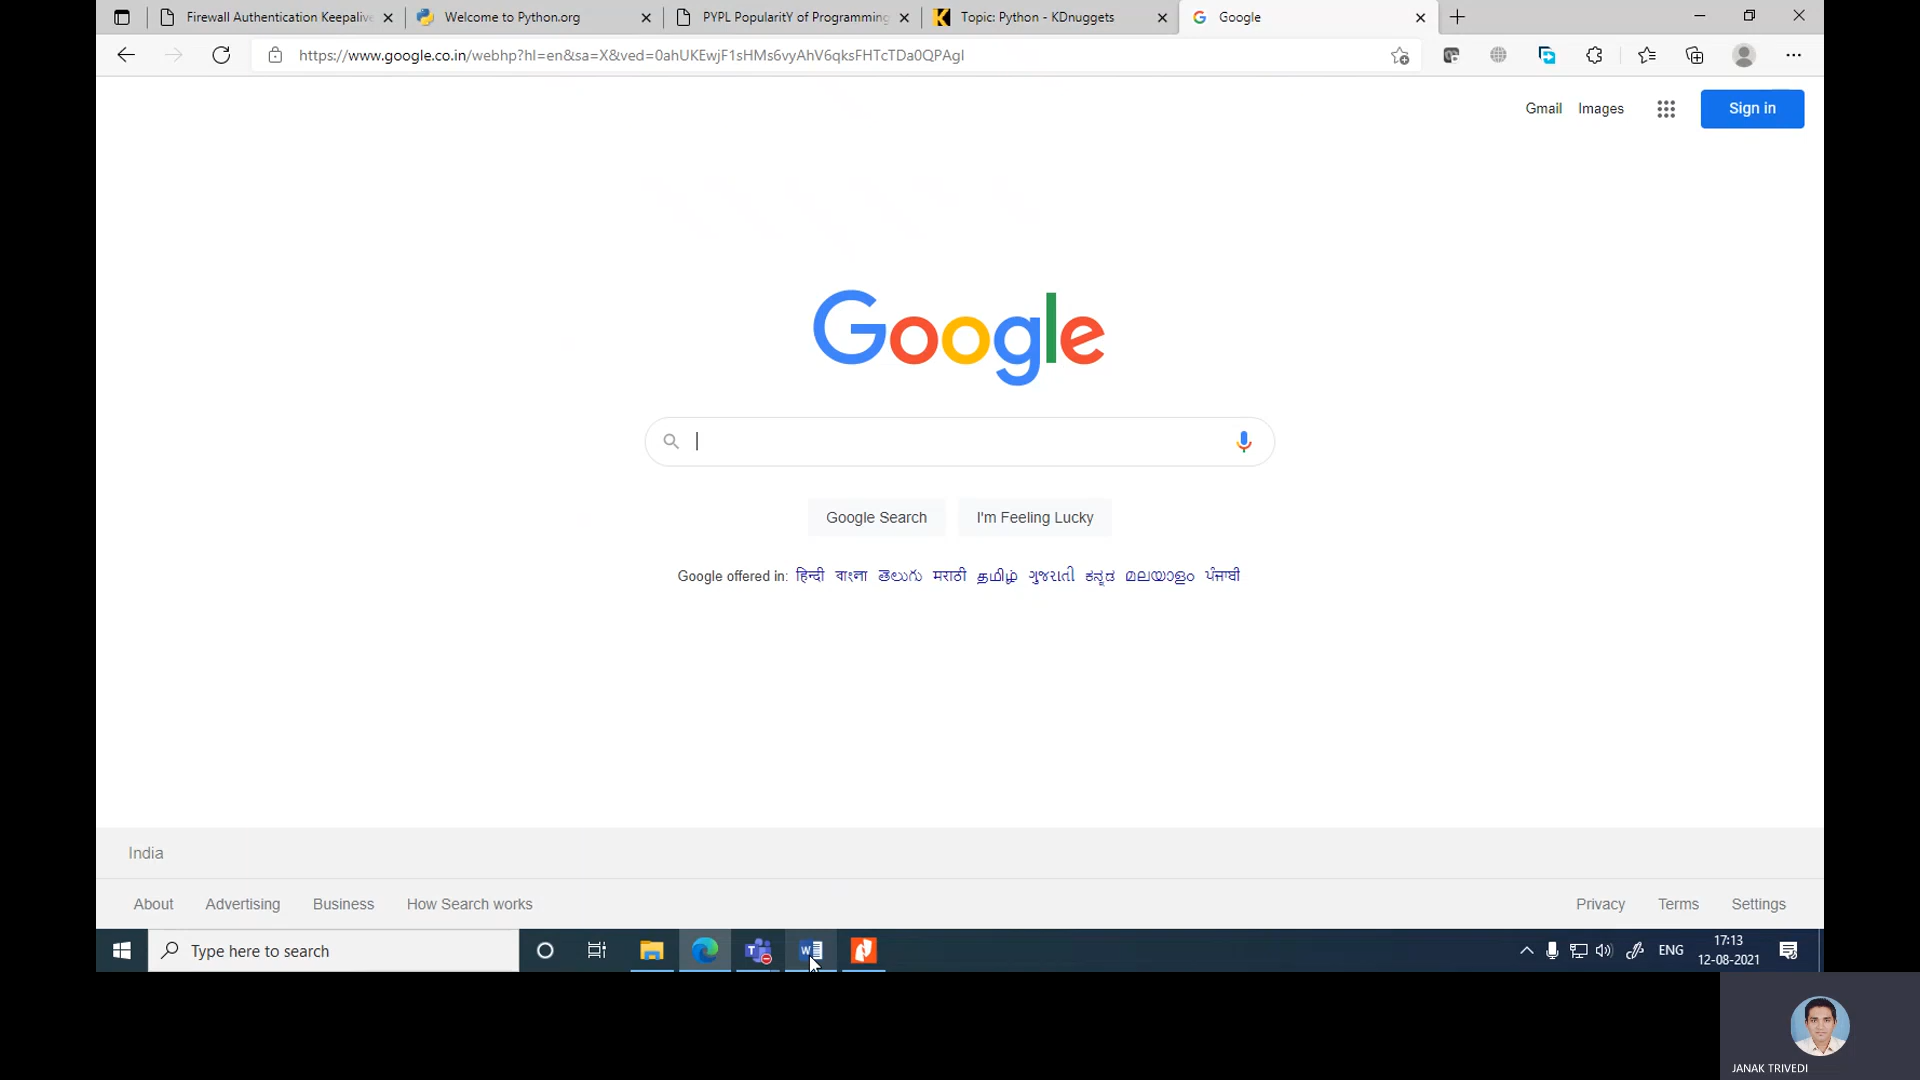 Firewall Authentication Keepalive
Welcome to Python.org
PYPL PopularitY of Programming
Topic: Python - KDnuggets
Google
https://www.google.co.in/webhp?hl=en&sa=X&ved=0ahUKEwjF1sHMs6vyAhV6qksFHTcTDa0QPAgI
Gmail Images Sign in
Google
Google Search I'm Feeling Lucky
Google offered in: हिन्दी বাংলা తెలుగు मराठी தமிழ் ગુજરાતી ಕನ್ನಡ മലയാളം ਪੰਜਾਬੀ
India
About Advertising Business How Search works Privacy Terms Settings
Type here to search
ENG
17:13
12-08-2021
JANAK TRIVEDI